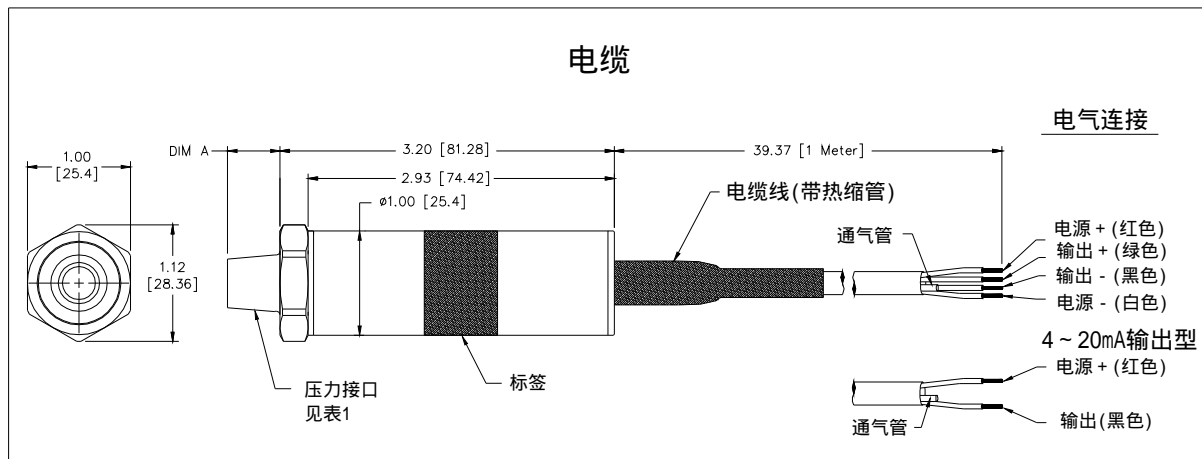 电缆
电气连接
1.00
[25.4]
DIM A
3.20 [81.28]
39.37 [1 Meter]
2.93 [74.42]
ø1.00 [25.4]
电缆线(带热缩管)
通气管
电源 + (红色)
输出 + (绿色)
输出 - (黑色)
电源 - (白色)
1.12
[28.36]
4 ~ 20mA输出型
电源 + (红色)
输出(黑色)
通气管
压力接口
见表1
标签